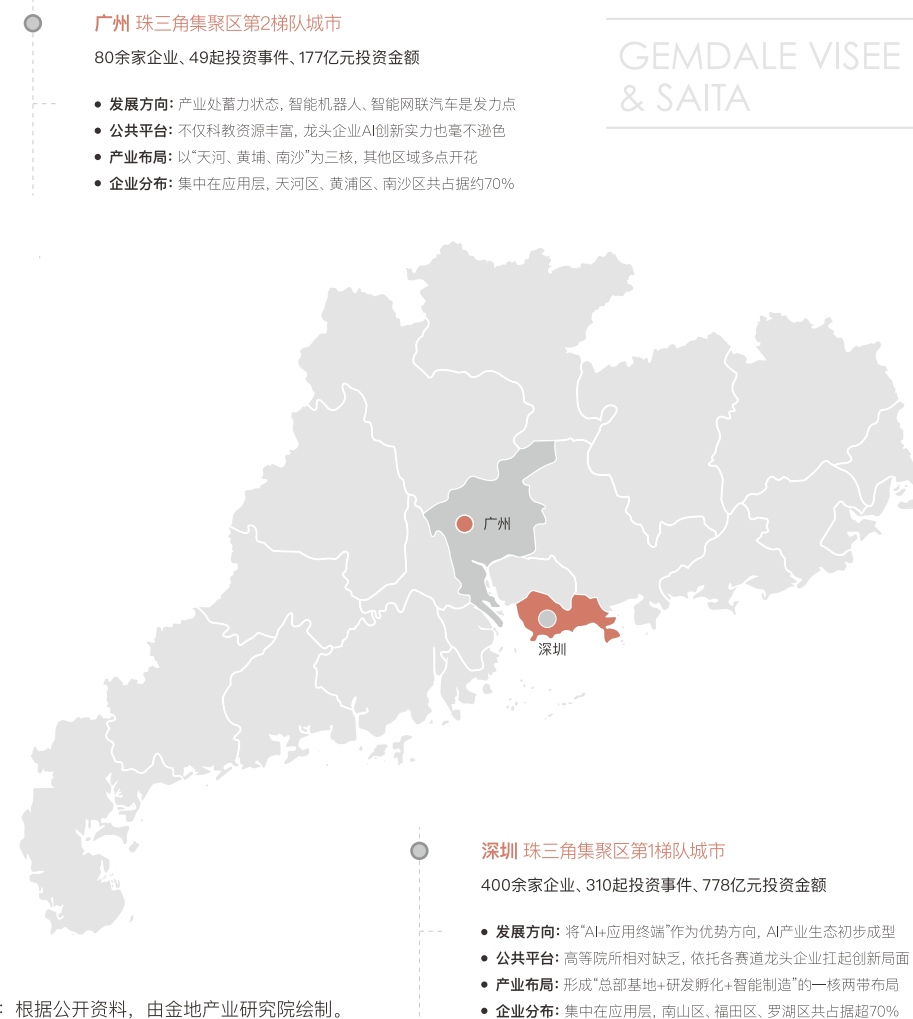 广州 珠三角集聚区第2梯队城市
80余家企业、49起投资事件、177亿元投资金额
• 发展方向：产业处蓄力状态，智能机器人、智能网联汽车是发力点
• 公共平台：不仅科教资源丰富，龙头企业AI创新实力也毫不逊色
• 产业布局：以“天河、黄埔、南沙”为三核，其他区域多点开花
• 企业分布：集中在应用层，天河区、黄浦区、南沙区共占据约70%
GEMDALE VISEE
& SAITA
广州
深圳
深圳 珠三角集聚区第1梯队城市
400余家企业、310起投资事件、778亿元投资金额
• 发展方向：将“AI+应用终端”作为优势方向，AI产业生态初步成型
• 公共平台：高等院所相对缺乏，依托各赛道龙头企业扛起创新局面
• 产业布局：形成“总部基地+研发孵化+智能制造”的一核两带布局
• 企业分布：集中在应用层，南山区、福田区、罗湖区共占据超70%
：根据公开资料，由金地产业研究院绘制。